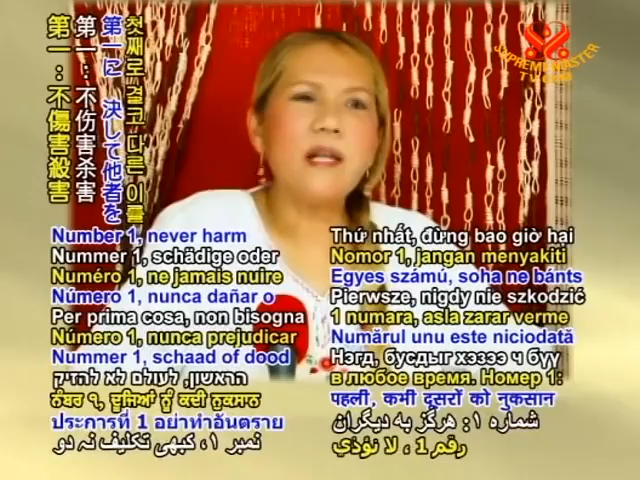 SUPREME MASTER
TV.com
첫째로 결코 다른 이를
第一に 決して他者を
第一：不伤害杀害
第一：不傷害殺害
Number 1, never harm
Nummer 1, schädige oder
Numéro 1, ne jamais nuire
Número 1, nunca dañar o
Per prima cosa, non bisogna
Número 1, nunca prejudicar
Nummer 1, schaad of dood
הראשון, לעולם לא להזיק
ਨੰਬਰ ੧, ਦੂਜਿਆਂ ਨੂੰ ਕਦੀ ਨੁਕਸਾਨ
ประการที่ 1 อย่าทำอันตราย
نمبر ۱، کبھی تکلیف نہ دو
Thứ nhất, đừng bao giờ hại
Nomor 1, jangan menyakiti
Egyes számú, soha ne bánts
Pierwsze, nigdy nie szkodzić
1 numara, asla zarar verme
Numărul unu este niciodată
Нэгд, бусдыг хэзээ ч бүү
в любое время. Номер 1:
पहली, कभी दूसरों को नुकसान
شماره ۱: هرگز به دیگران
رقم 1، لا تؤذي